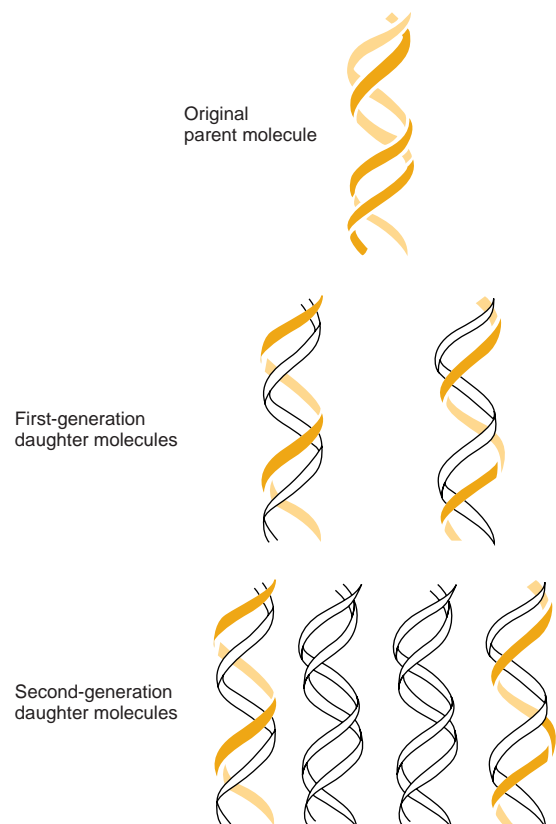 Original
parent molecule
First-generation
daughter molecules
Second-generation
daughter molecules